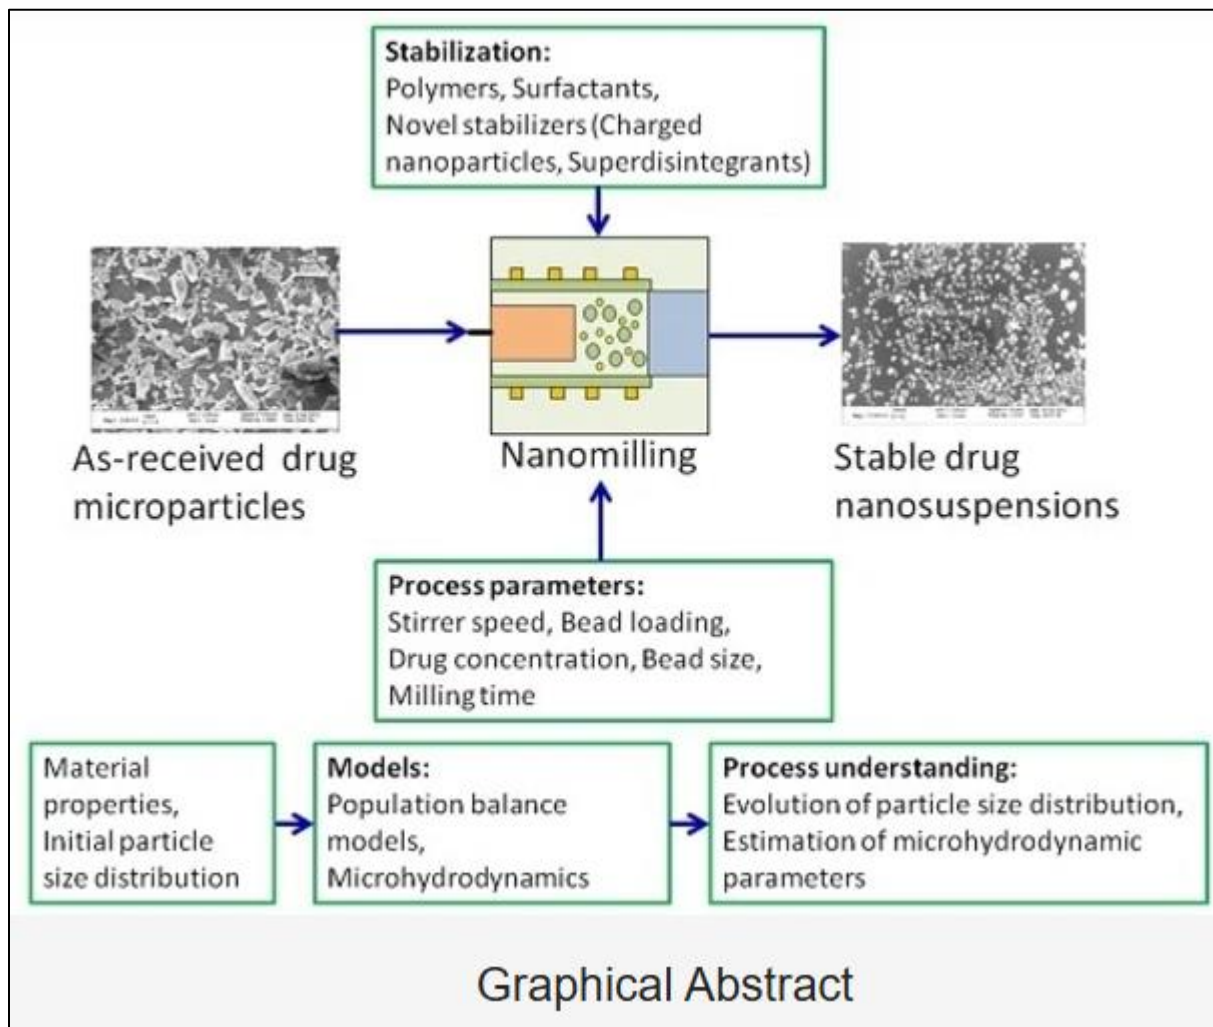 Stabilization:
Polymers, Surfactants,
Novel stabilizers (Charged
nanoparticles, Superdisintegrants)
As-received drug
microparticles
Nanomilling
Stable drug
nanosuspensions
Process parameters:
Stirrer speed, Bead loading,
Drug concentration, Bead size,
Milling time
Material
properties,
Initial particle
size distribution
Models:
Population balance
models,
Microhydrodynamics
Process understanding:
Evolution of particle size distribution,
Estimation of microhydrodynamic
parameters
Graphical Abstract